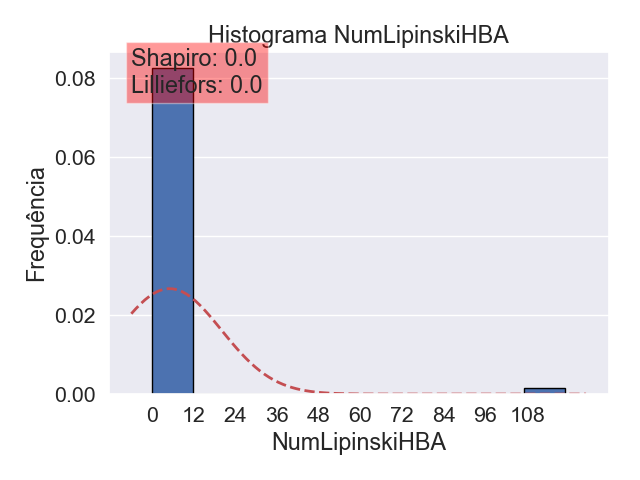 Histograma NumLipinskiHBA
Shapiro: 0.0
Lilliefors: 0.0
0.08
0.06
0.04
0.02
0.00
Frequência
0 12 24 36 48 60 72 84 96 108
NumLipinskiHBA